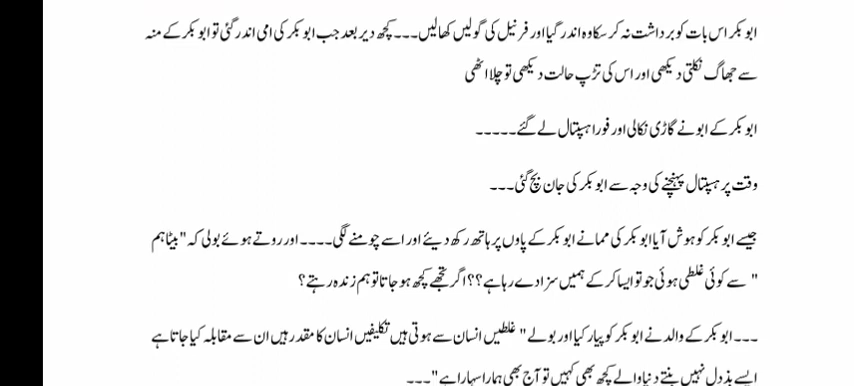 ابو بکر اس بات کو برداشت نہ کر سکا وہ اندر گیا اور فرنیل کی گولیں کھا لیں۔۔۔ کچھ دیر بعد جب ابو بکر کی امی اندر گئی تو ابو بکر کے منہ
سے جھاگ نکلتی دیکھی اور اس کی تڑپ حالت دیکھی تو چلا اٹھی
ابو بکر کے ابو نے گاڑی نکالی اور فورا ہسپتال لے گئے۔۔۔۔۔
وقت پر ہسپتال پہنچنے کی وجہ سے ابو بکر کی جان بچ گئی۔۔۔
جیسے ابو بکر کو ہوش آیا ابو بکر کی ممانے ابو بکر کے پاوں پر ہاتھ رکھ دیئے اور اسے چومنے لگی۔۔۔۔ اور روتے ہوئے بولی کہ "بیٹا ہم
" سے کوئی غلطی ہوئی جو تو ایسا کر کے ہمیں سزا دے رہا ہے؟؟ اگر تجھے کچھ ہو جاتا تو ہم زندہ رہتے؟
۔۔۔ ابو بکر کے والد نے ابو بکر کو پیار کیا اور بولے " غلطیں انسان سے ہوتی ہیں تکلیفیں انسان کا مقدر ہیں ان سے مقابلہ کیا جاتا ہے
ایسے بذدل نہیں بنتے دنیا والے کچھ بھی کہیں تو آج بھی ہمارا سہارا ہے "۔۔۔